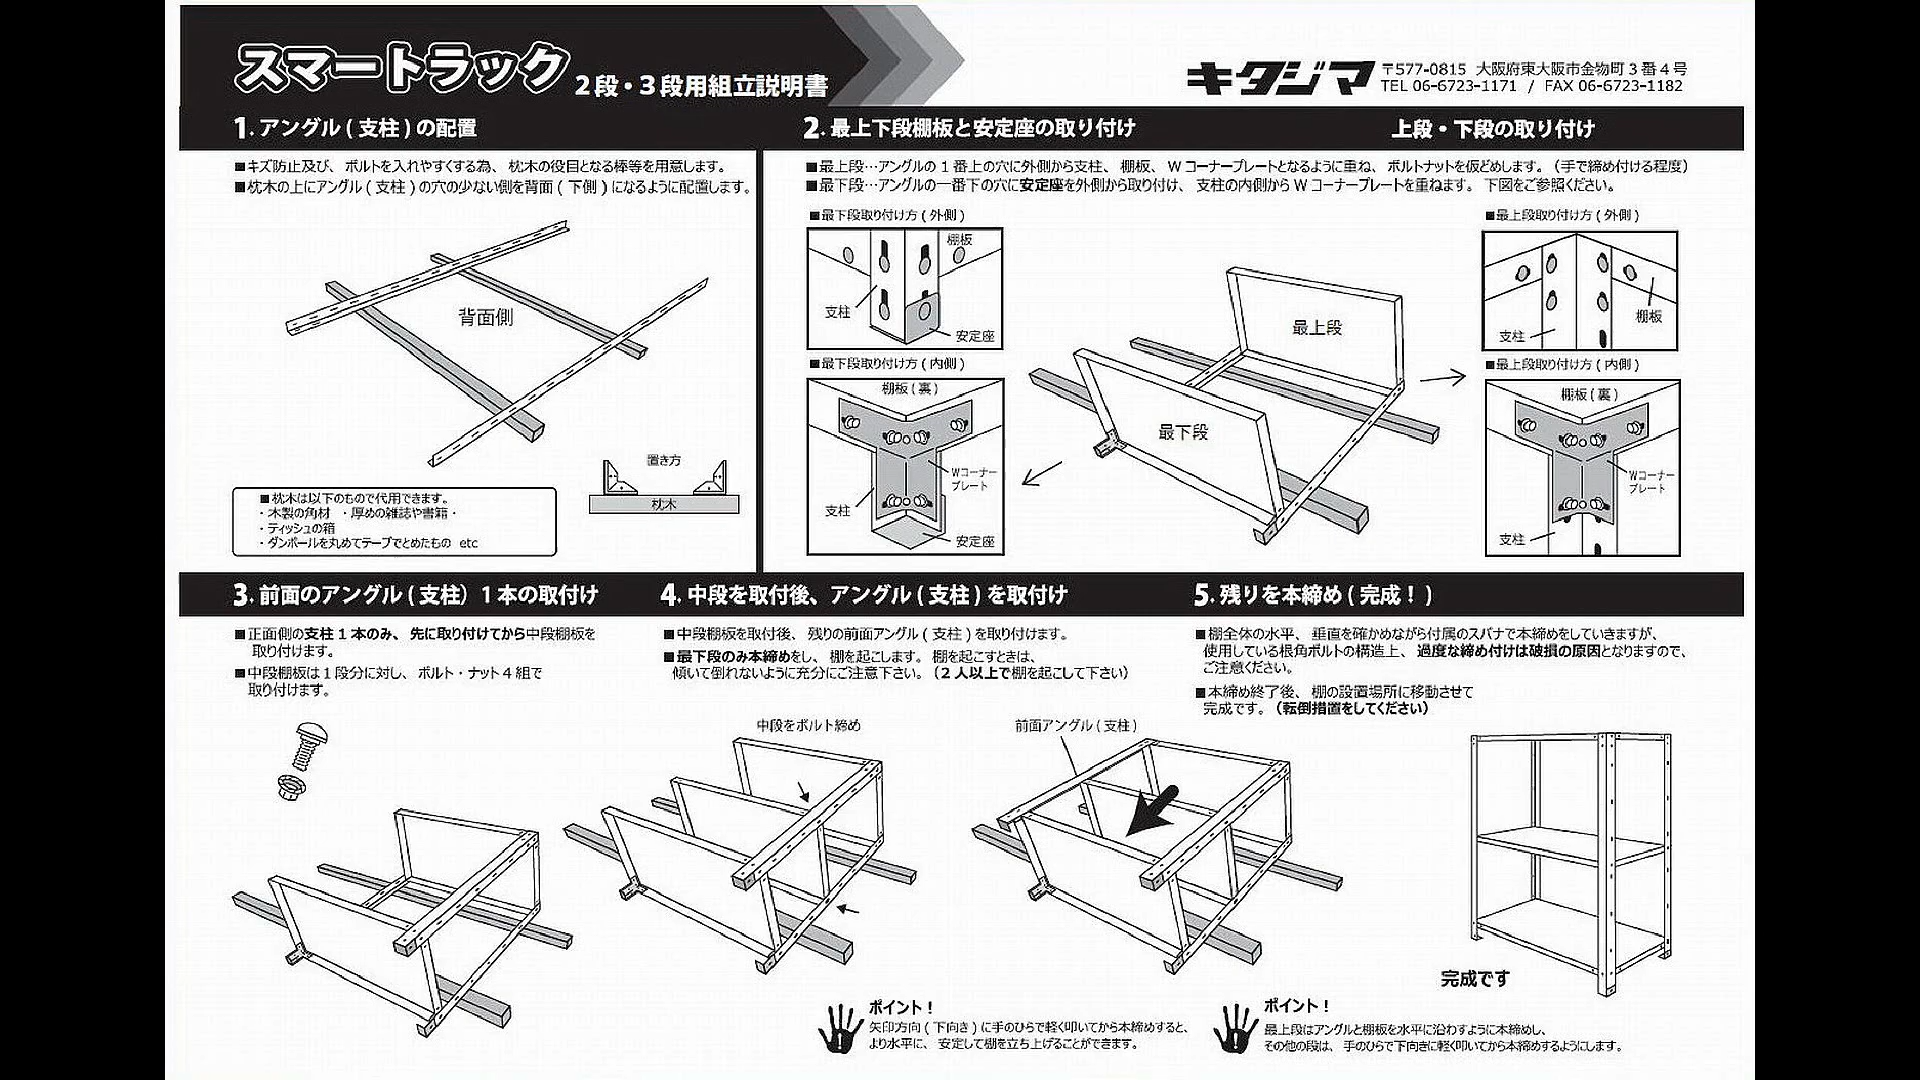 スマートラック
2段・3段用組立説明書
キタジマ
〒577-0815 大阪府東大阪市金物町3番4号
TEL 06-6723-1171 / FAX 06-6723-1182
1. アングル(支柱)の配置
■キズ防止及び、ボルトを入れやすくする為、枕木の役目となる棒等を用意します。
■枕木の上にアングル(支柱)の穴の少ない側を背面(下側)になるように配置します。
背面側
置き方
枕木
■枕木は以下のもので代用できます。
・木製の角材 ・厚めの雑誌や書籍・
・ティッシュの箱
・ダンボールを丸めてテープでとめたもの etc
2. 最上下段棚板と安定座の取り付け
上段・下段の取り付け
■最上段…アングルの1番上の穴に外側から支柱、棚板、Wコーナープレートとなるように重ね、ボルトナットを仮どめします。(手で締め付ける程度)
■最下段…アングルの一番下の穴に安定座を外側から取り付け、支柱の内側からWコーナープレートを重ねます。下図をご参照ください。
■最下段取り付け方(外側)
棚板
支柱
安定座
■最下段取り付け方(内側)
棚板(裏)
Wコーナー
プレート
支柱
安定座
最上段
最下段
■最上段取り付け方(外側)
棚板
支柱
■最上段取り付け方(内側)
棚板(裏)
Wコーナー
プレート
支柱
3. 前面のアングル(支柱)1本の取付け
■正面側の支柱1本のみ、先に取り付けてから中段棚板を
取り付けます。
■中段棚板は1段分に対し、ボルト・ナット4組で
取り付けます。
4. 中段を取付後、アングル(支柱)を取付け
■中段棚板を取付後、残りの前面アングル(支柱)を取り付けます。
■最下段のみ本締めをし、棚を起こします。棚を起こすときは、
傾いて倒れないように充分にご注意下さい。(2人以上で棚を起こして下さい)
中段をボルト締め
前面アングル(支柱)
ポイント!
矢印方向(下向き)に手のひらで軽く叩いてから本締めすると、
より水平に、安定して棚を立ち上げることができます。
5. 残りを本締め(完成!)
■棚全体の水平、垂直を確かめながら付属のスパナで本締めをしていきますが、
使用している根角ボルトの構造上、過度な締め付けは破損の原因となりますので、
ご注意ください。
■本締め終了後、棚の設置場所に移動させて
完成です。(転倒措置をしてください)
完成です
ポイント!
最上段はアングルと棚板を水平に沿わすように本締めし、
その他の段は、手のひらで下向きに軽く叩いてから本締めするようにします。